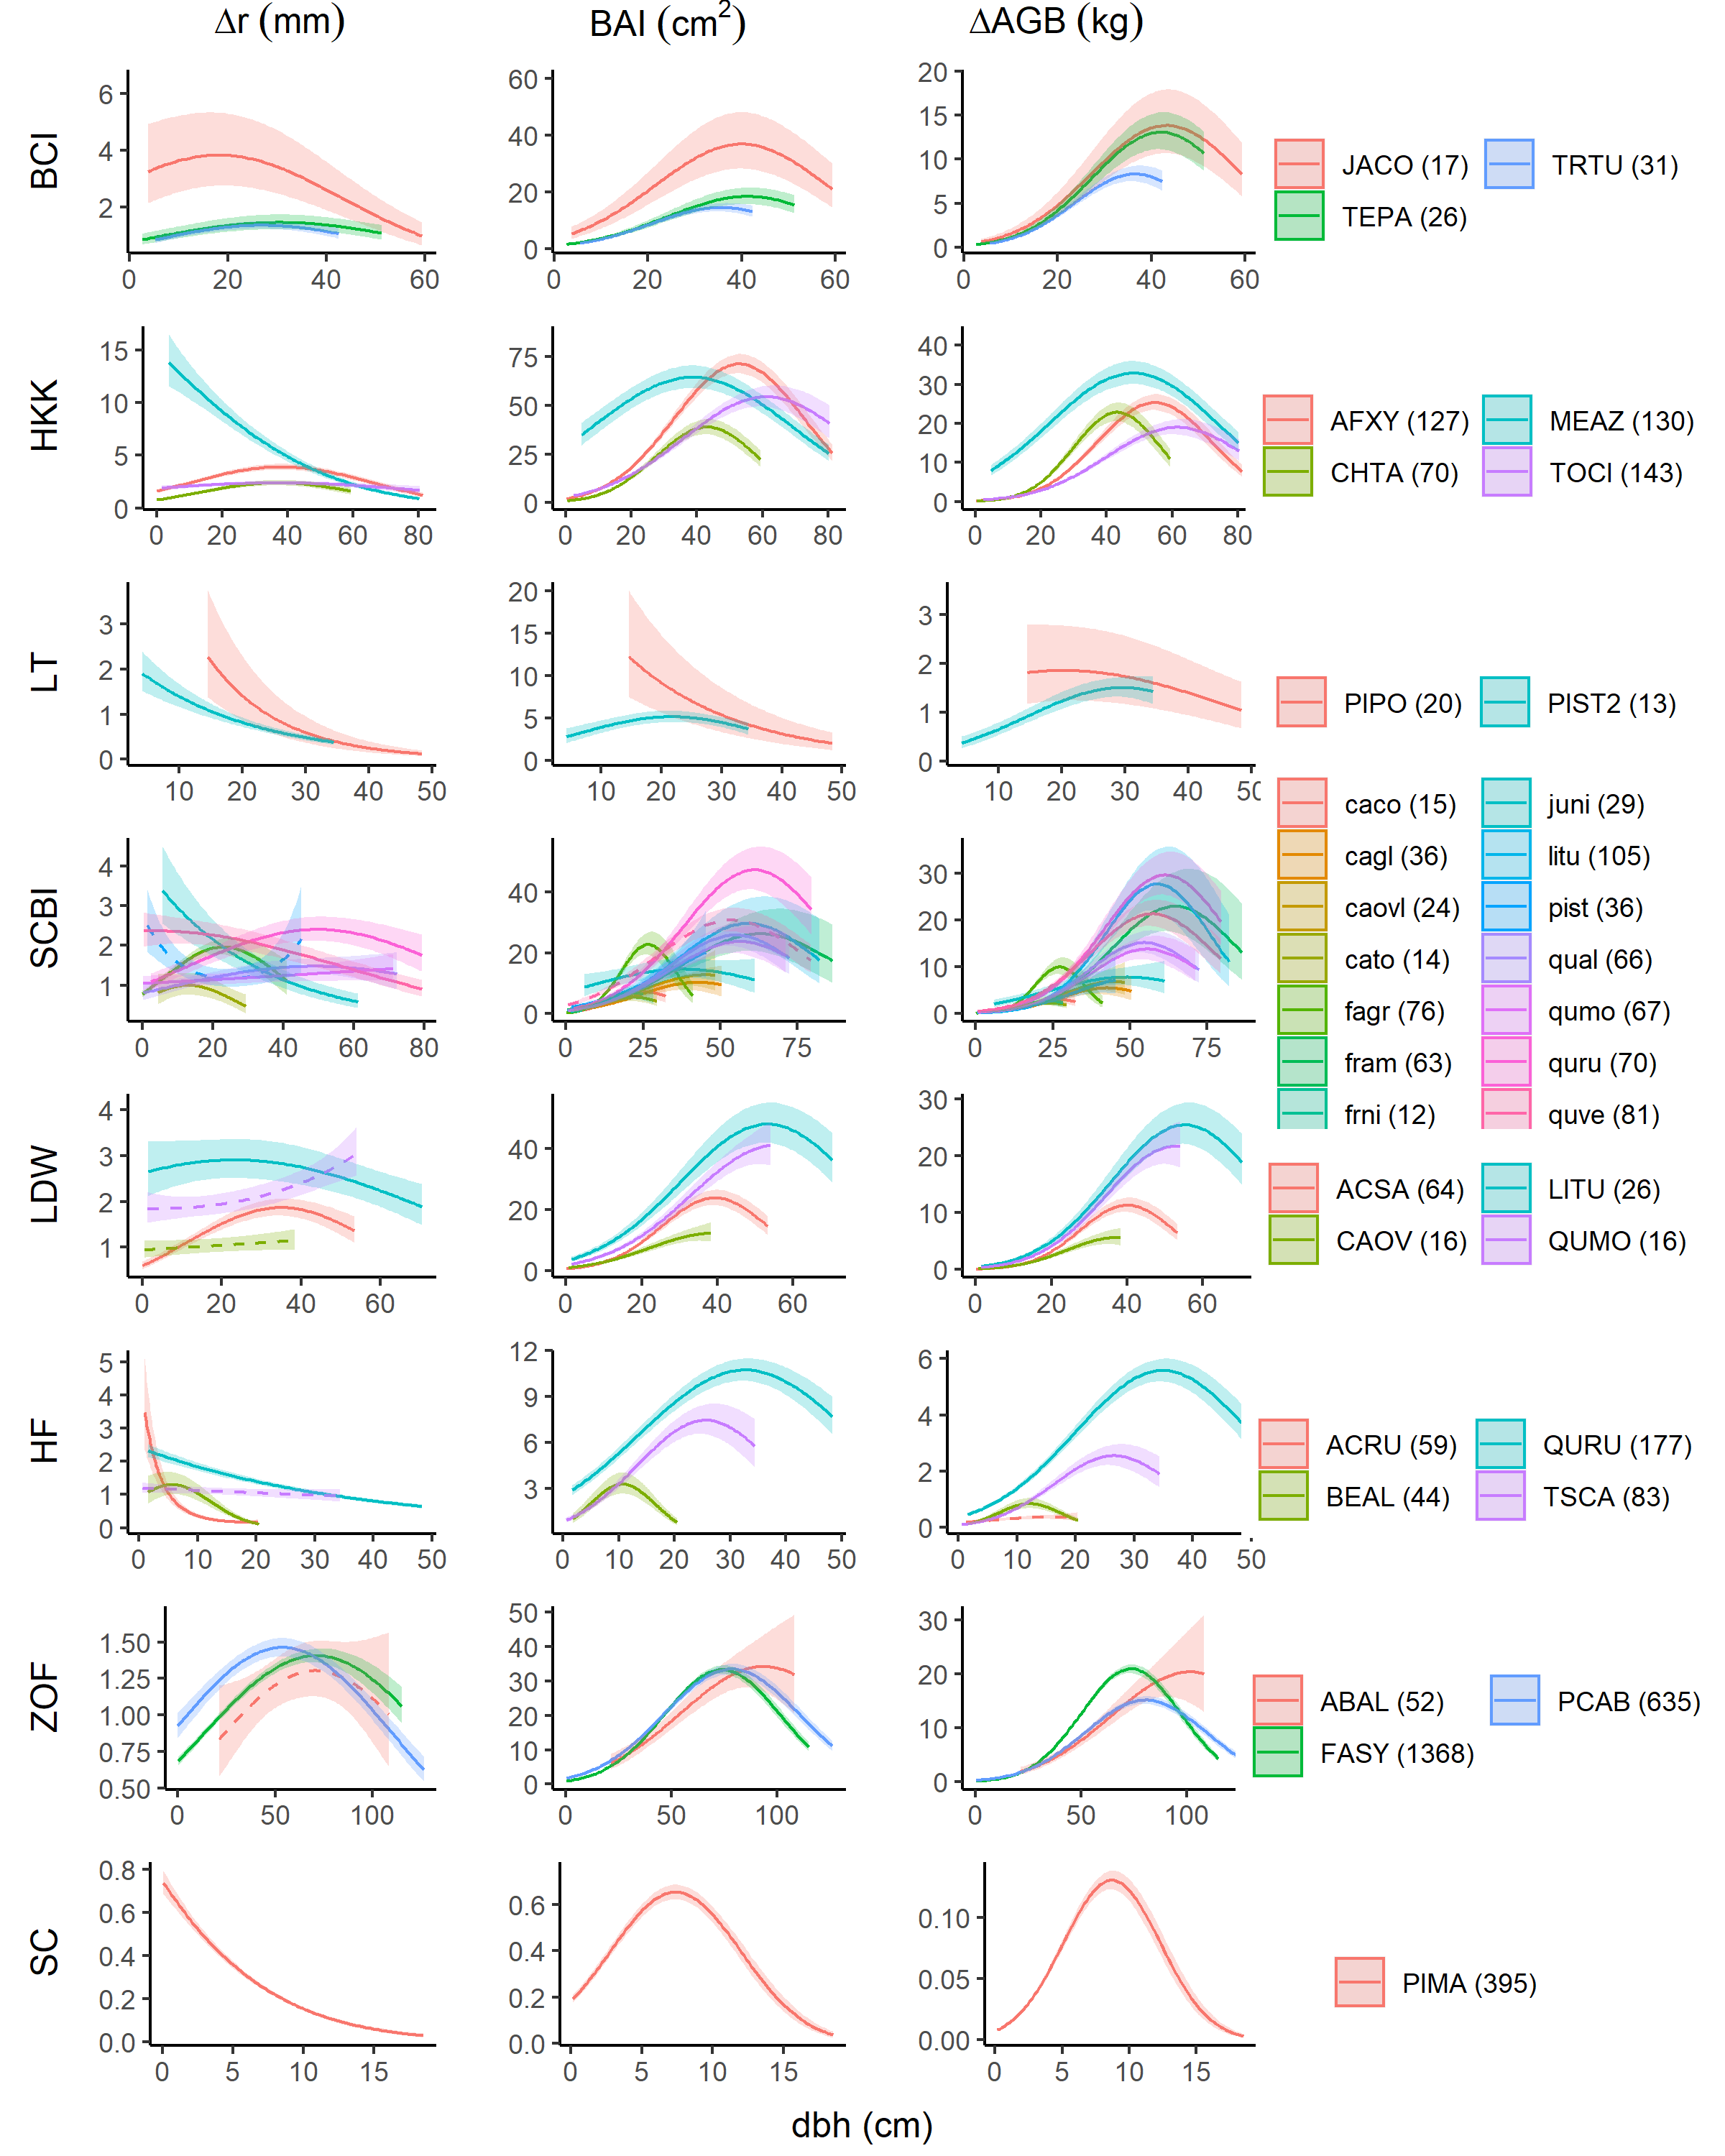 Δr (mm) BAI (cm²) ΔAGB (kg)
BCI
6
4
2
0 20 40 60
60
40
20
0
0 20 40 60
20
15
10
5
0
0 20 40 60
JACO (17) TRTU (31)
TEPA (26)
HKK
15
10
5
0
0 20 40 60 80
75
50
25
0
0 20 40 60 80
40
30
20
10
0
0 20 40 60 80
AFXY (127) MEAZ (130)
CHTA (70) TOCI (143)
LT
3
2
1
0
10 20 30 40 50
20
15
10
5
0
10 20 30 40 50
3
2
1
0
10 20 30 40 50
PIPO (20) PIST2 (13)
SCBI
4
3
2
1
0 20 40 60 80
40
20
0
0 25 50 75
30
20
10
0
0 25 50 75
caco (15) juni (29)
cagl (36) litu (105)
caovl (24) pist (36)
cato (14) qual (66)
fagr (76) qumo (67)
fram (63) quru (70)
frni (12) quve (81)
LDW
4
3
2
1
0 20 40 60
40
20
0
0 20 40 60
30
20
10
0
0 20 40 60
ACSA (64) LITU (26)
CAOV (16) QUMO (16)
HF
5
4
3
2
1
0
0 10 20 30 40 50
12
9
6
3
0 10 20 30 40 50
6
4
2
0
0 10 20 30 40 50
ACRU (59) QURU (177)
BEAL (44) TSCA (83)
ZOF
1.50
1.25
1.00
0.75
0.50
0 50 100
50
40
30
20
10
0
0 50 100
30
20
10
0
0 50 100
ABAL (52) PCAB (635)
FASY (1368)
SC
0.8
0.6
0.4
0.2
0.0
0 5 10 15
0.6
0.4
0.2
0.0
0 5 10 15
0.10
0.05
0.00
0 5 10 15
PIMA (395)
dbh (cm)